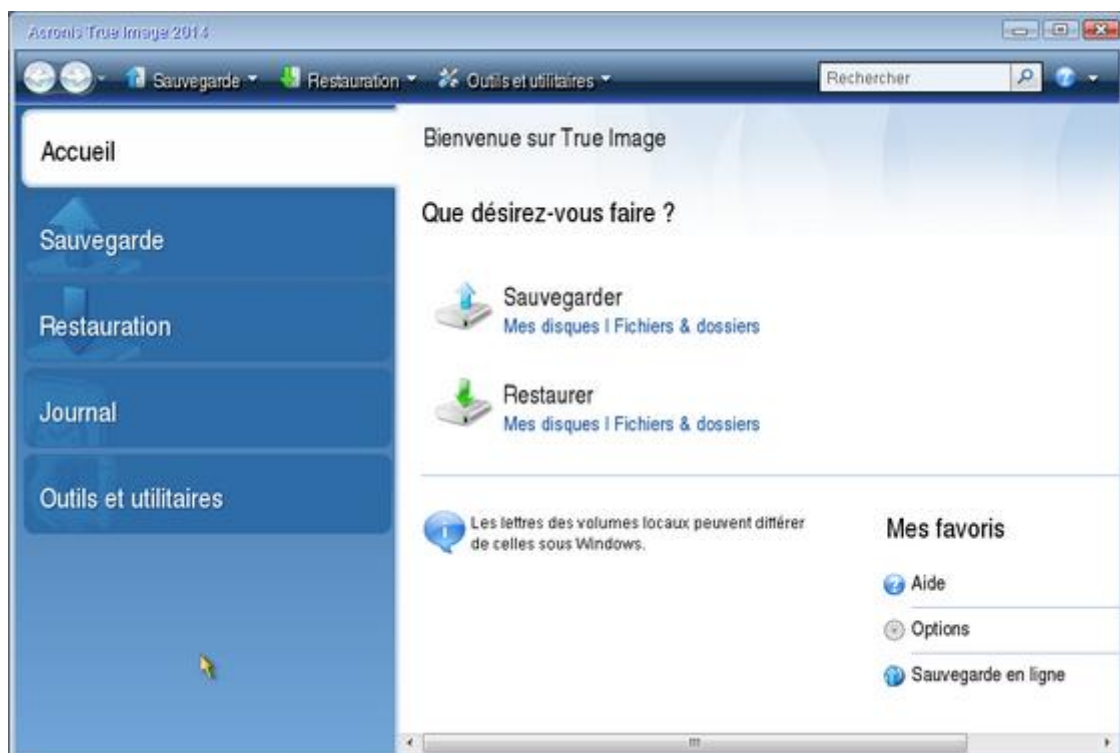 Acronis True Image 2014
Sauvegarde
Restauration
Outils et utilitaires
Rechercher
Accueil
Sauvegarde
Restauration
Journal
Outils et utilitaires
Bienvenue sur True Image
Que désirez-vous faire ?
Sauvegarder
Mes disques | Fichiers & dossiers
Restaurer
Mes disques | Fichiers & dossiers
Les lettres des volumes locaux peuvent différer
de celles sous Windows.
Mes favoris
Aide
Options
Sauvegarde en ligne